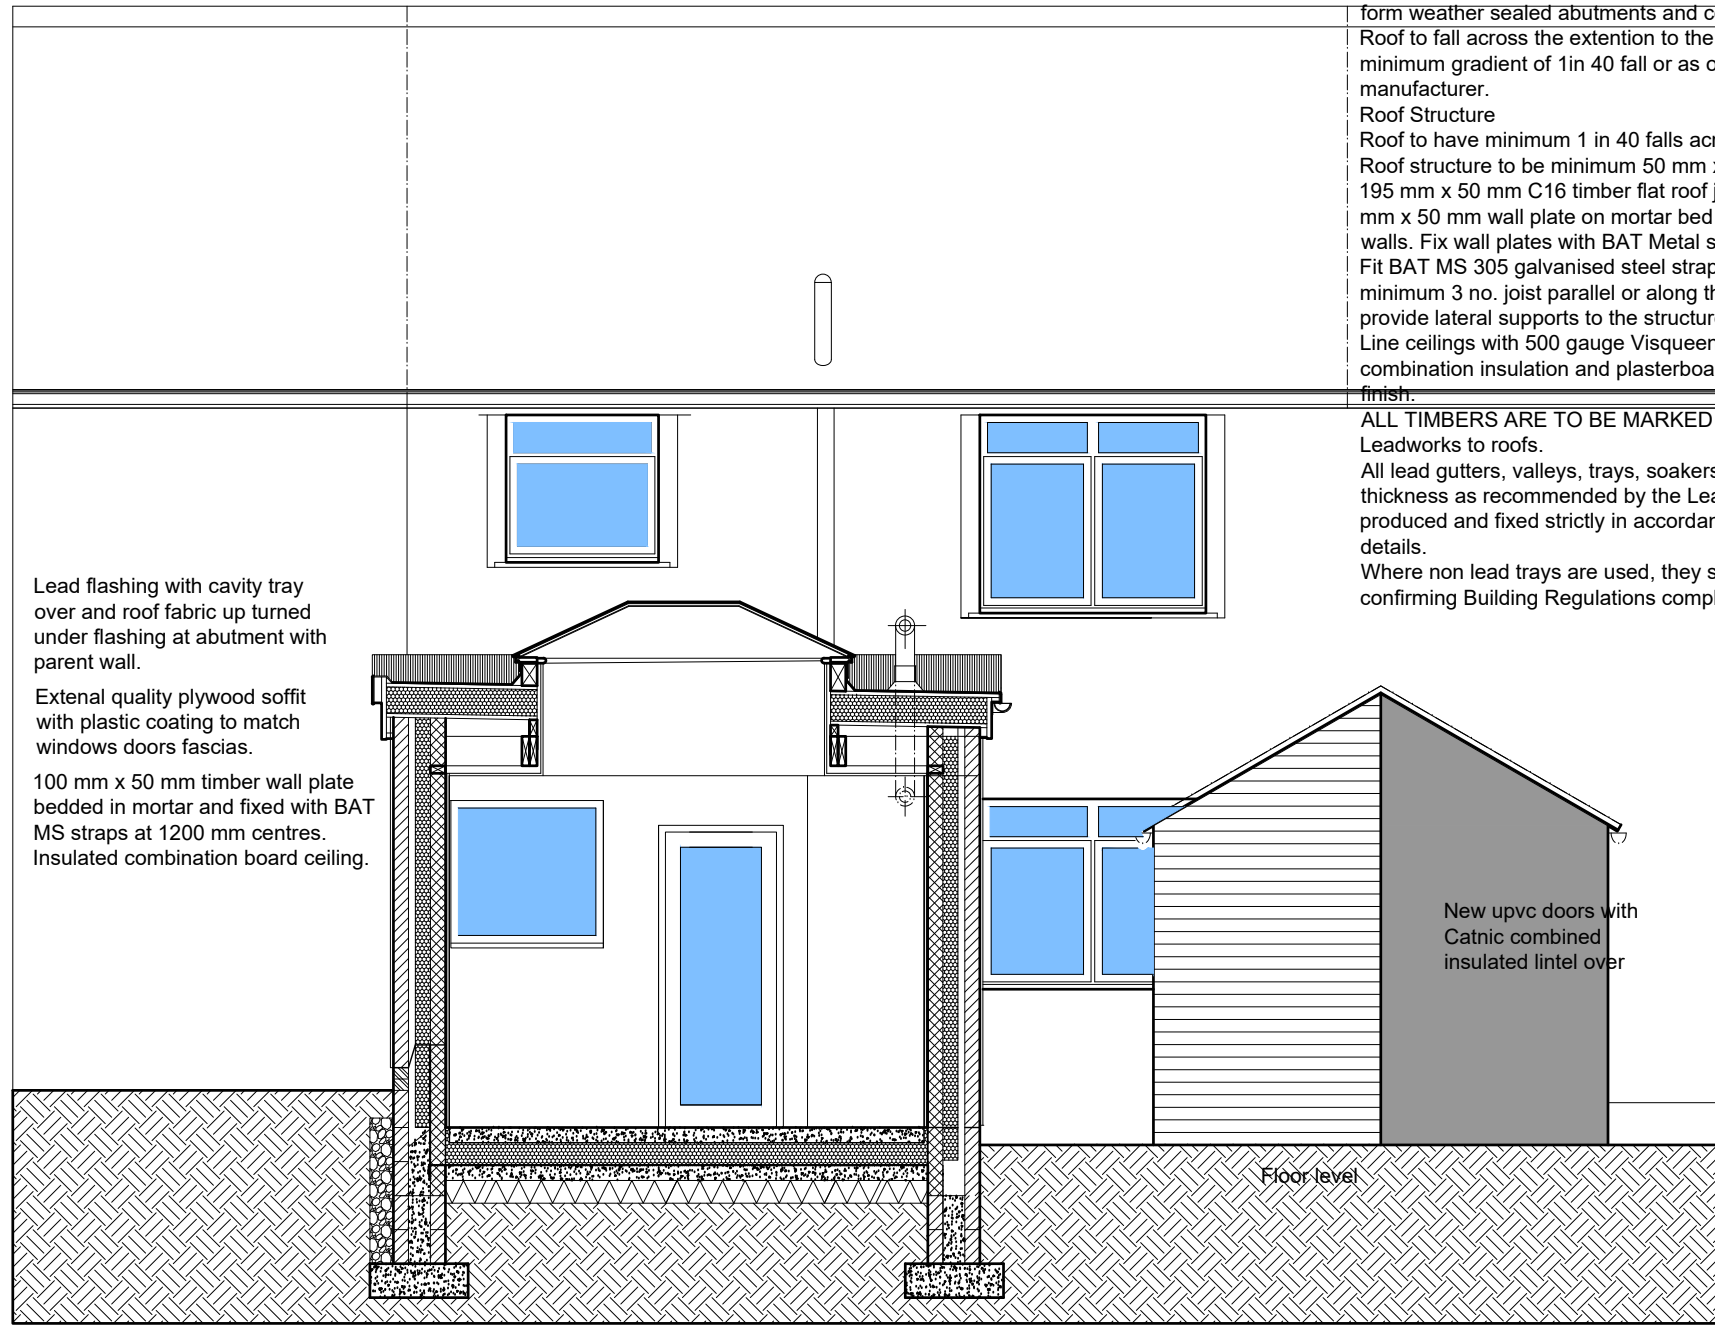 form weather sealed abutments and
Roof to fall across the extention to the
minimum gradient of 1in 40 fall or as
manufacturer.
Roof Structure
Roof to have minimum 1 in 40 falls
Roof structure to be minimum 50 mm
195 mm x 50 mm C16 timber flat roof
mm x 50 mm wall plate on mortar bed
walls. Fix wall plates with BAT Metal
Fit BAT MS 305 galvanised steel
minimum 3 no. joist parallel or along
provide lateral supports to the
Line ceilings with 500 gauge Visqueen
combination insulation and
finish.
ALL TIMBERS ARE TO BE MARKED
Leadworks to roofs.
All lead gutters, valleys, trays, soakers
thickness as recommended by the
produced and fixed strictly in
details.
Where non lead trays are used, they
confirming Building Regulations
Lead flashing with cavity tray
over and roof fabric up turned
under flashing at abutment with
parent wall.
Extenal quality plywood soffit
with plastic coating to match
windows doors fascias.
100 mm x 50 mm timber wall plate
bedded in mortar and fixed with BAT
MS straps at 1200 mm centres.
Insulated combination board ceiling.
New upvc doors with
Catnic combined
insulated lintel over
Floor level